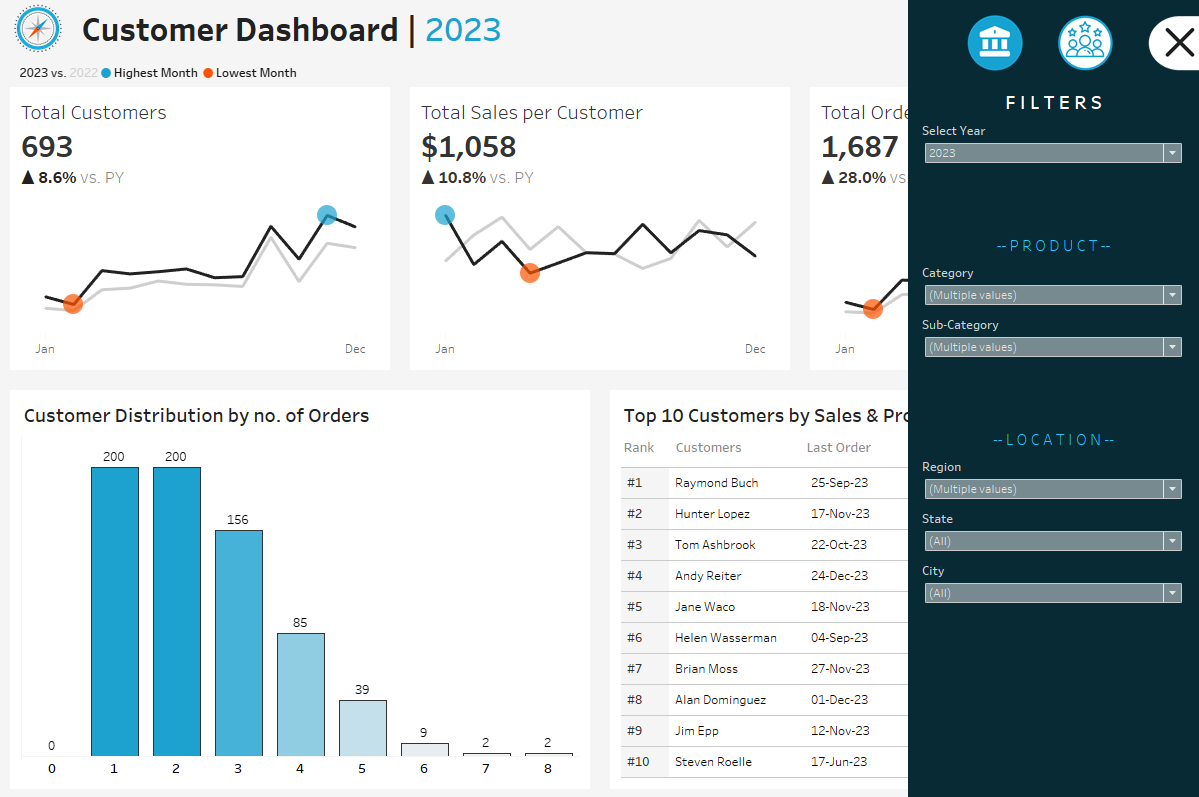 Customer Dashboard | 2023
2023 vs. 2022 Highest Month Lowest Month
Total Customers
693
▲ 8.6% vs. PY
Jan Dec
Total Sales per Customer
$1,058
▲ 10.8% vs. PY
Jan Dec
Total Orde
1,687
▲ 28.0% vs
Jan
Customer Distribution by no. of Orders
200 200
156
85
39
9
2 2
0
0 1 2 3 4 5 6 7 8
Top 10 Customers by Sales & Pro
Rank Customers Last Order
#1 Raymond Buch 25-Sep-23
#2 Hunter Lopez 17-Nov-23
#3 Tom Ashbrook 22-Oct-23
#4 Andy Reiter 24-Dec-23
#5 Jane Waco 18-Nov-23
#6 Helen Wasserman 04-Sep-23
#7 Brian Moss 27-Nov-23
#8 Alan Dominguez 01-Dec-23
#9 Jim Epp 12-Nov-23
#10 Steven Roelle 17-Jun-23
FILTERS
Select Year
2023
--PRODUCT--
Category
(Multiple values)
Sub-Category
(Multiple values)
--LOCATION--
Region
(Multiple values)
State
(All)
City
(All)